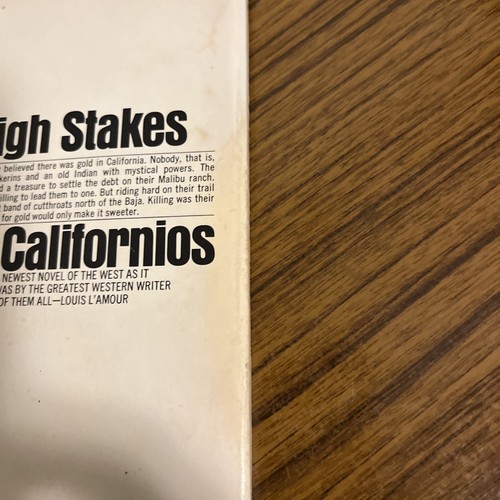 igh Stakes
believed there was gold in California. Nobody, that is,
kerins and an old Indian with mystical powers. The
d a treasure to settle the debt on their Malibu ranch.
illing to lead them to one. But riding hard on their trail
band of cutthroats north of the Baja. Killing was their
for gold would only make it sweeter.
Californios
NEWEST NOVEL OF THE WEST AS IT
WAS BY THE GREATEST WESTERN WRITER
OF THEM ALL—LOUIS L'AMOUR